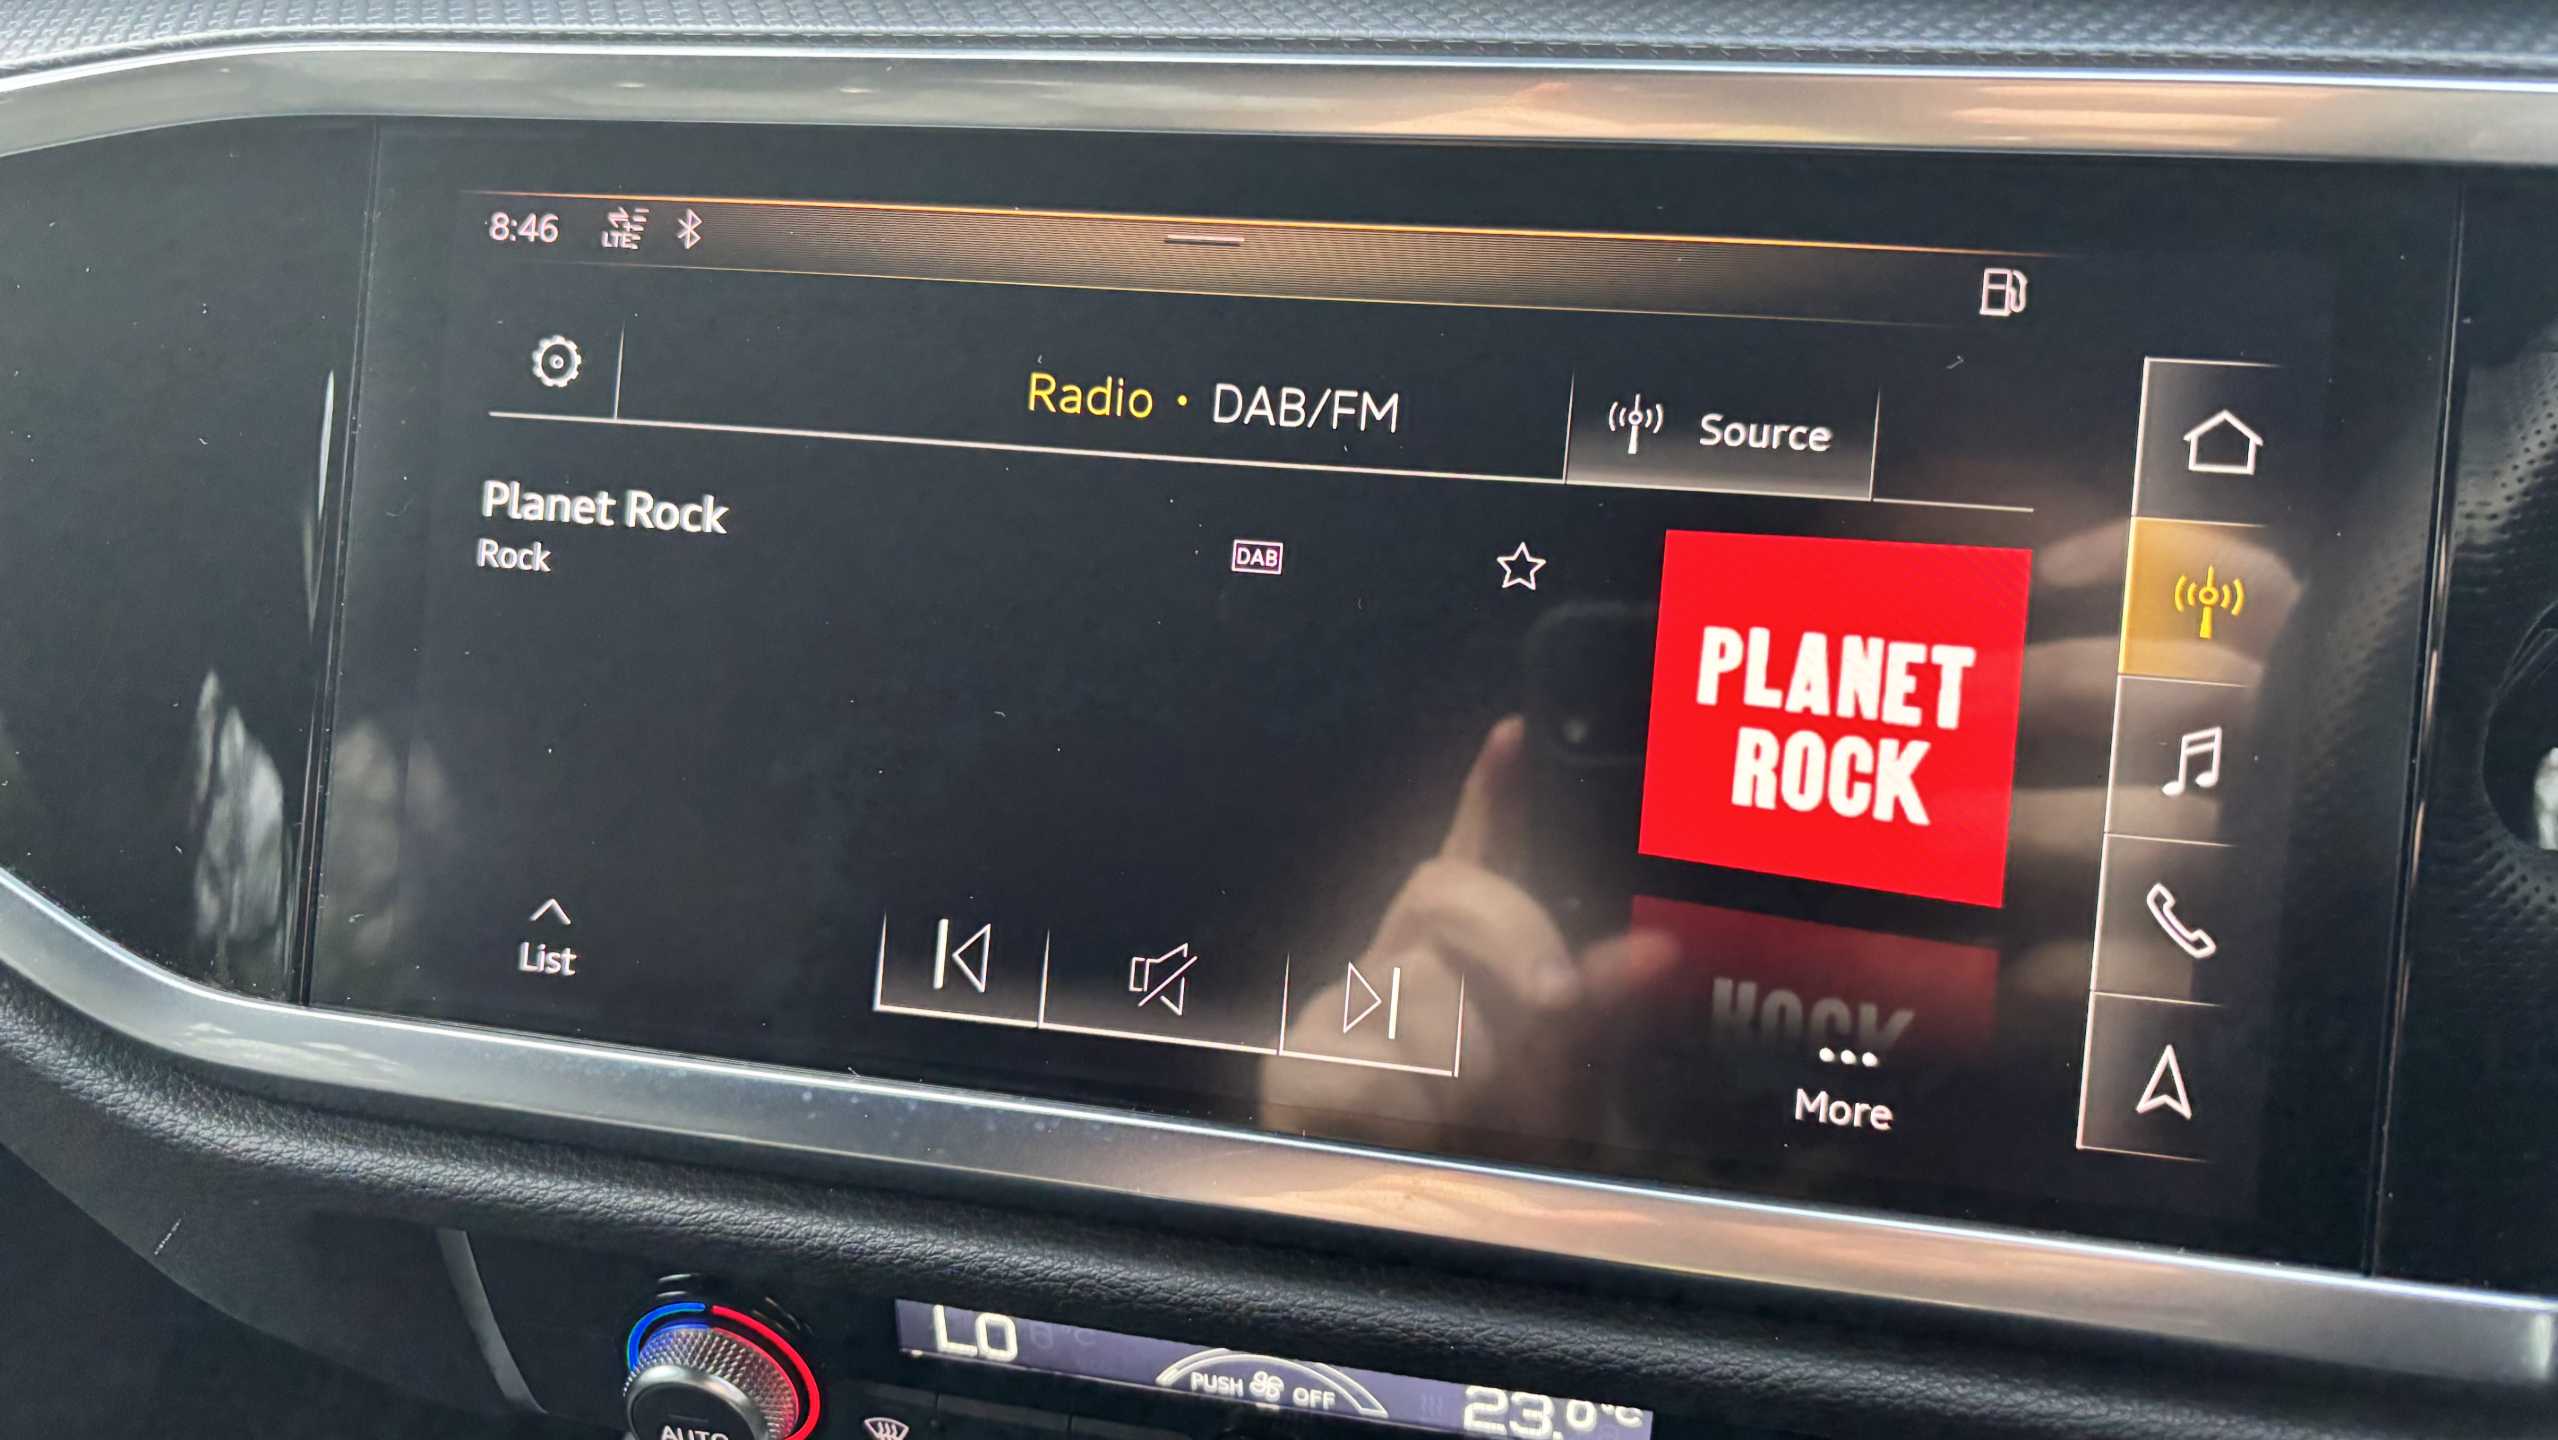 8:46
LTE
Radio • DAB/FM
Source
Planet Rock
Rock
DAB
PLANET
ROCK
List
More
LO
PUSH OFF
23.0°C
AUTO